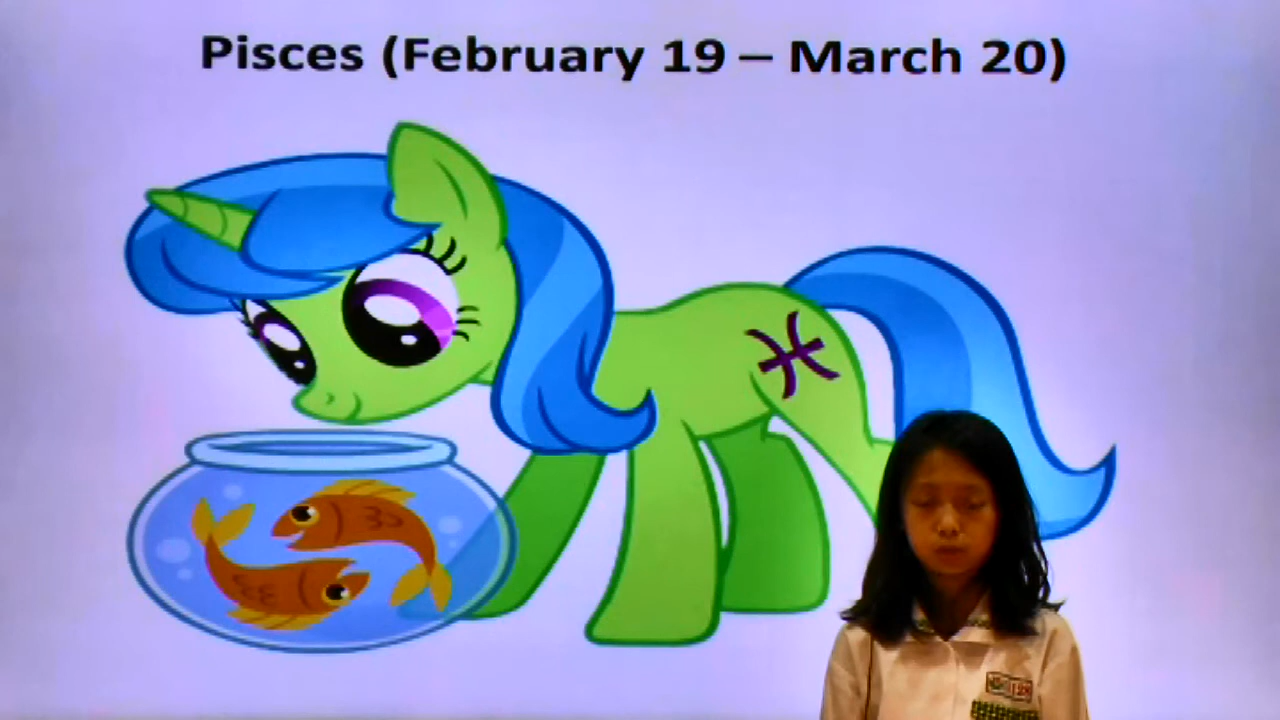 Pisces (February 19 – March 20)